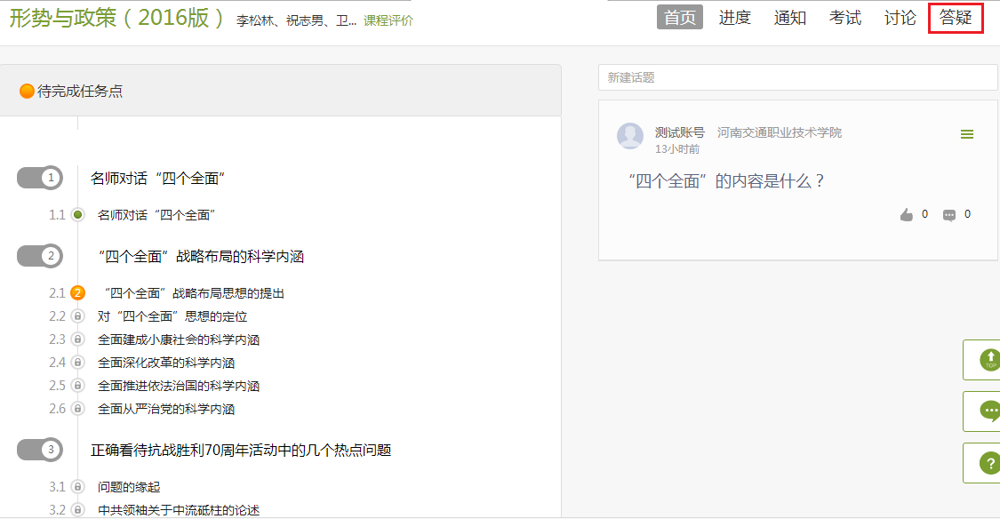 形势与政策（2016版） 李松林、祝志男、卫... 课程评价
首页 进度 通知 考试 讨论 答疑
待完成任务点
1 名师对话“四个全面”
1.1 名师对话“四个全面”
2 “四个全面”战略布局的科学内涵
2.1 2 “四个全面”战略布局思想的提出
2.2 对“四个全面”思想的定位
2.3 全面建成小康社会的科学内涵
2.4 全面深化改革的科学内涵
2.5 全面推进依法治国的科学内涵
2.6 全面从严治党的科学内涵
3 正确看待抗战胜利70周年活动中的几个热点问题
3.1 问题的缘起
3.2 中共领袖关于中流砥柱的论述
新建话题
测试账号 河南交通职业技术学院
13小时前
“四个全面”的内容是什么？
0 0
TOP
?